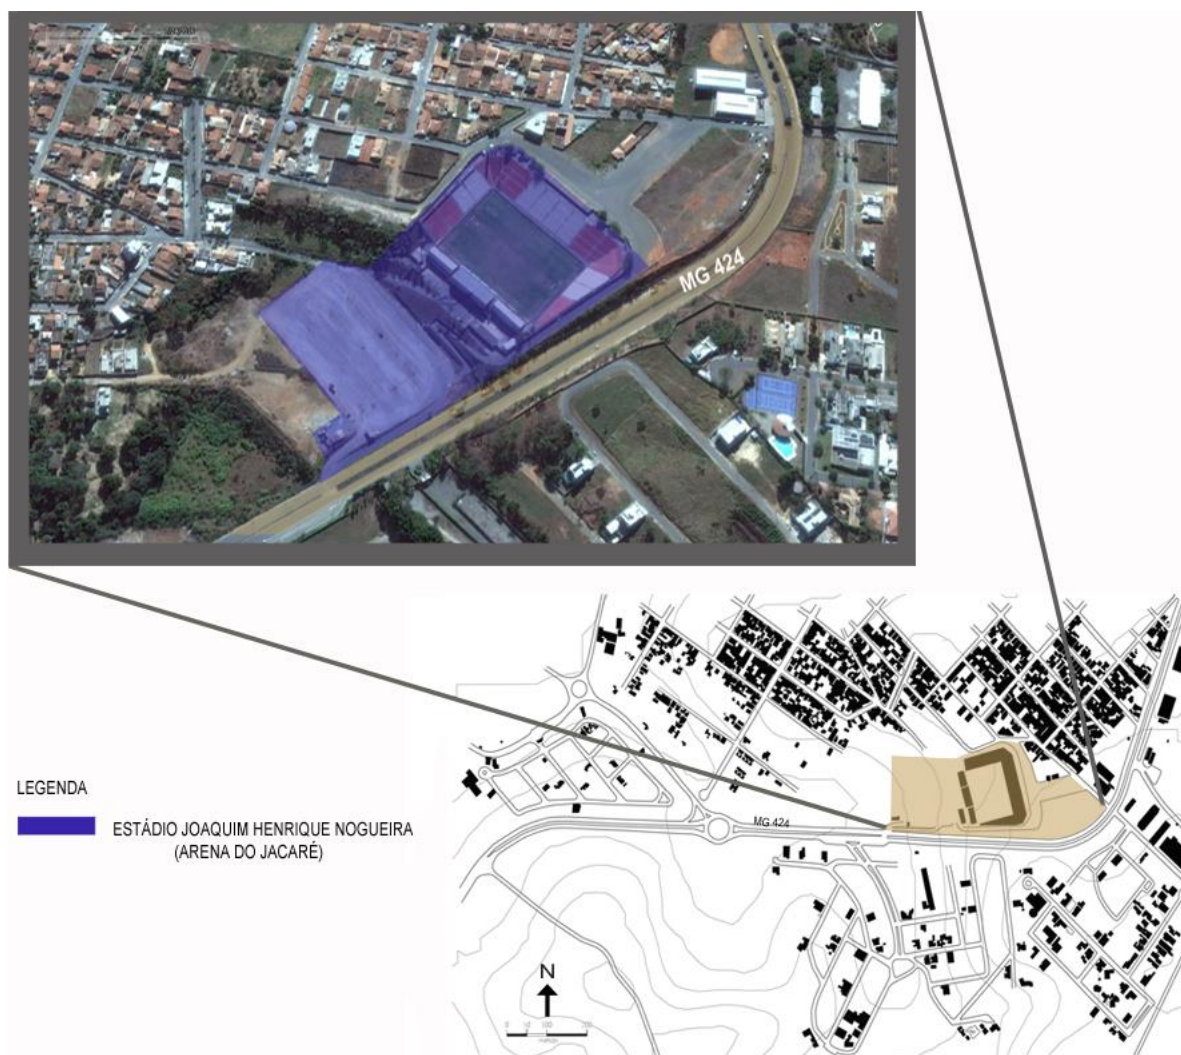 MG 424
MG 424
LEGENDA
ESTÁDIO JOAQUIM HENRIQUE NOGUEIRA
(ARENA DO JACARÉ)
N